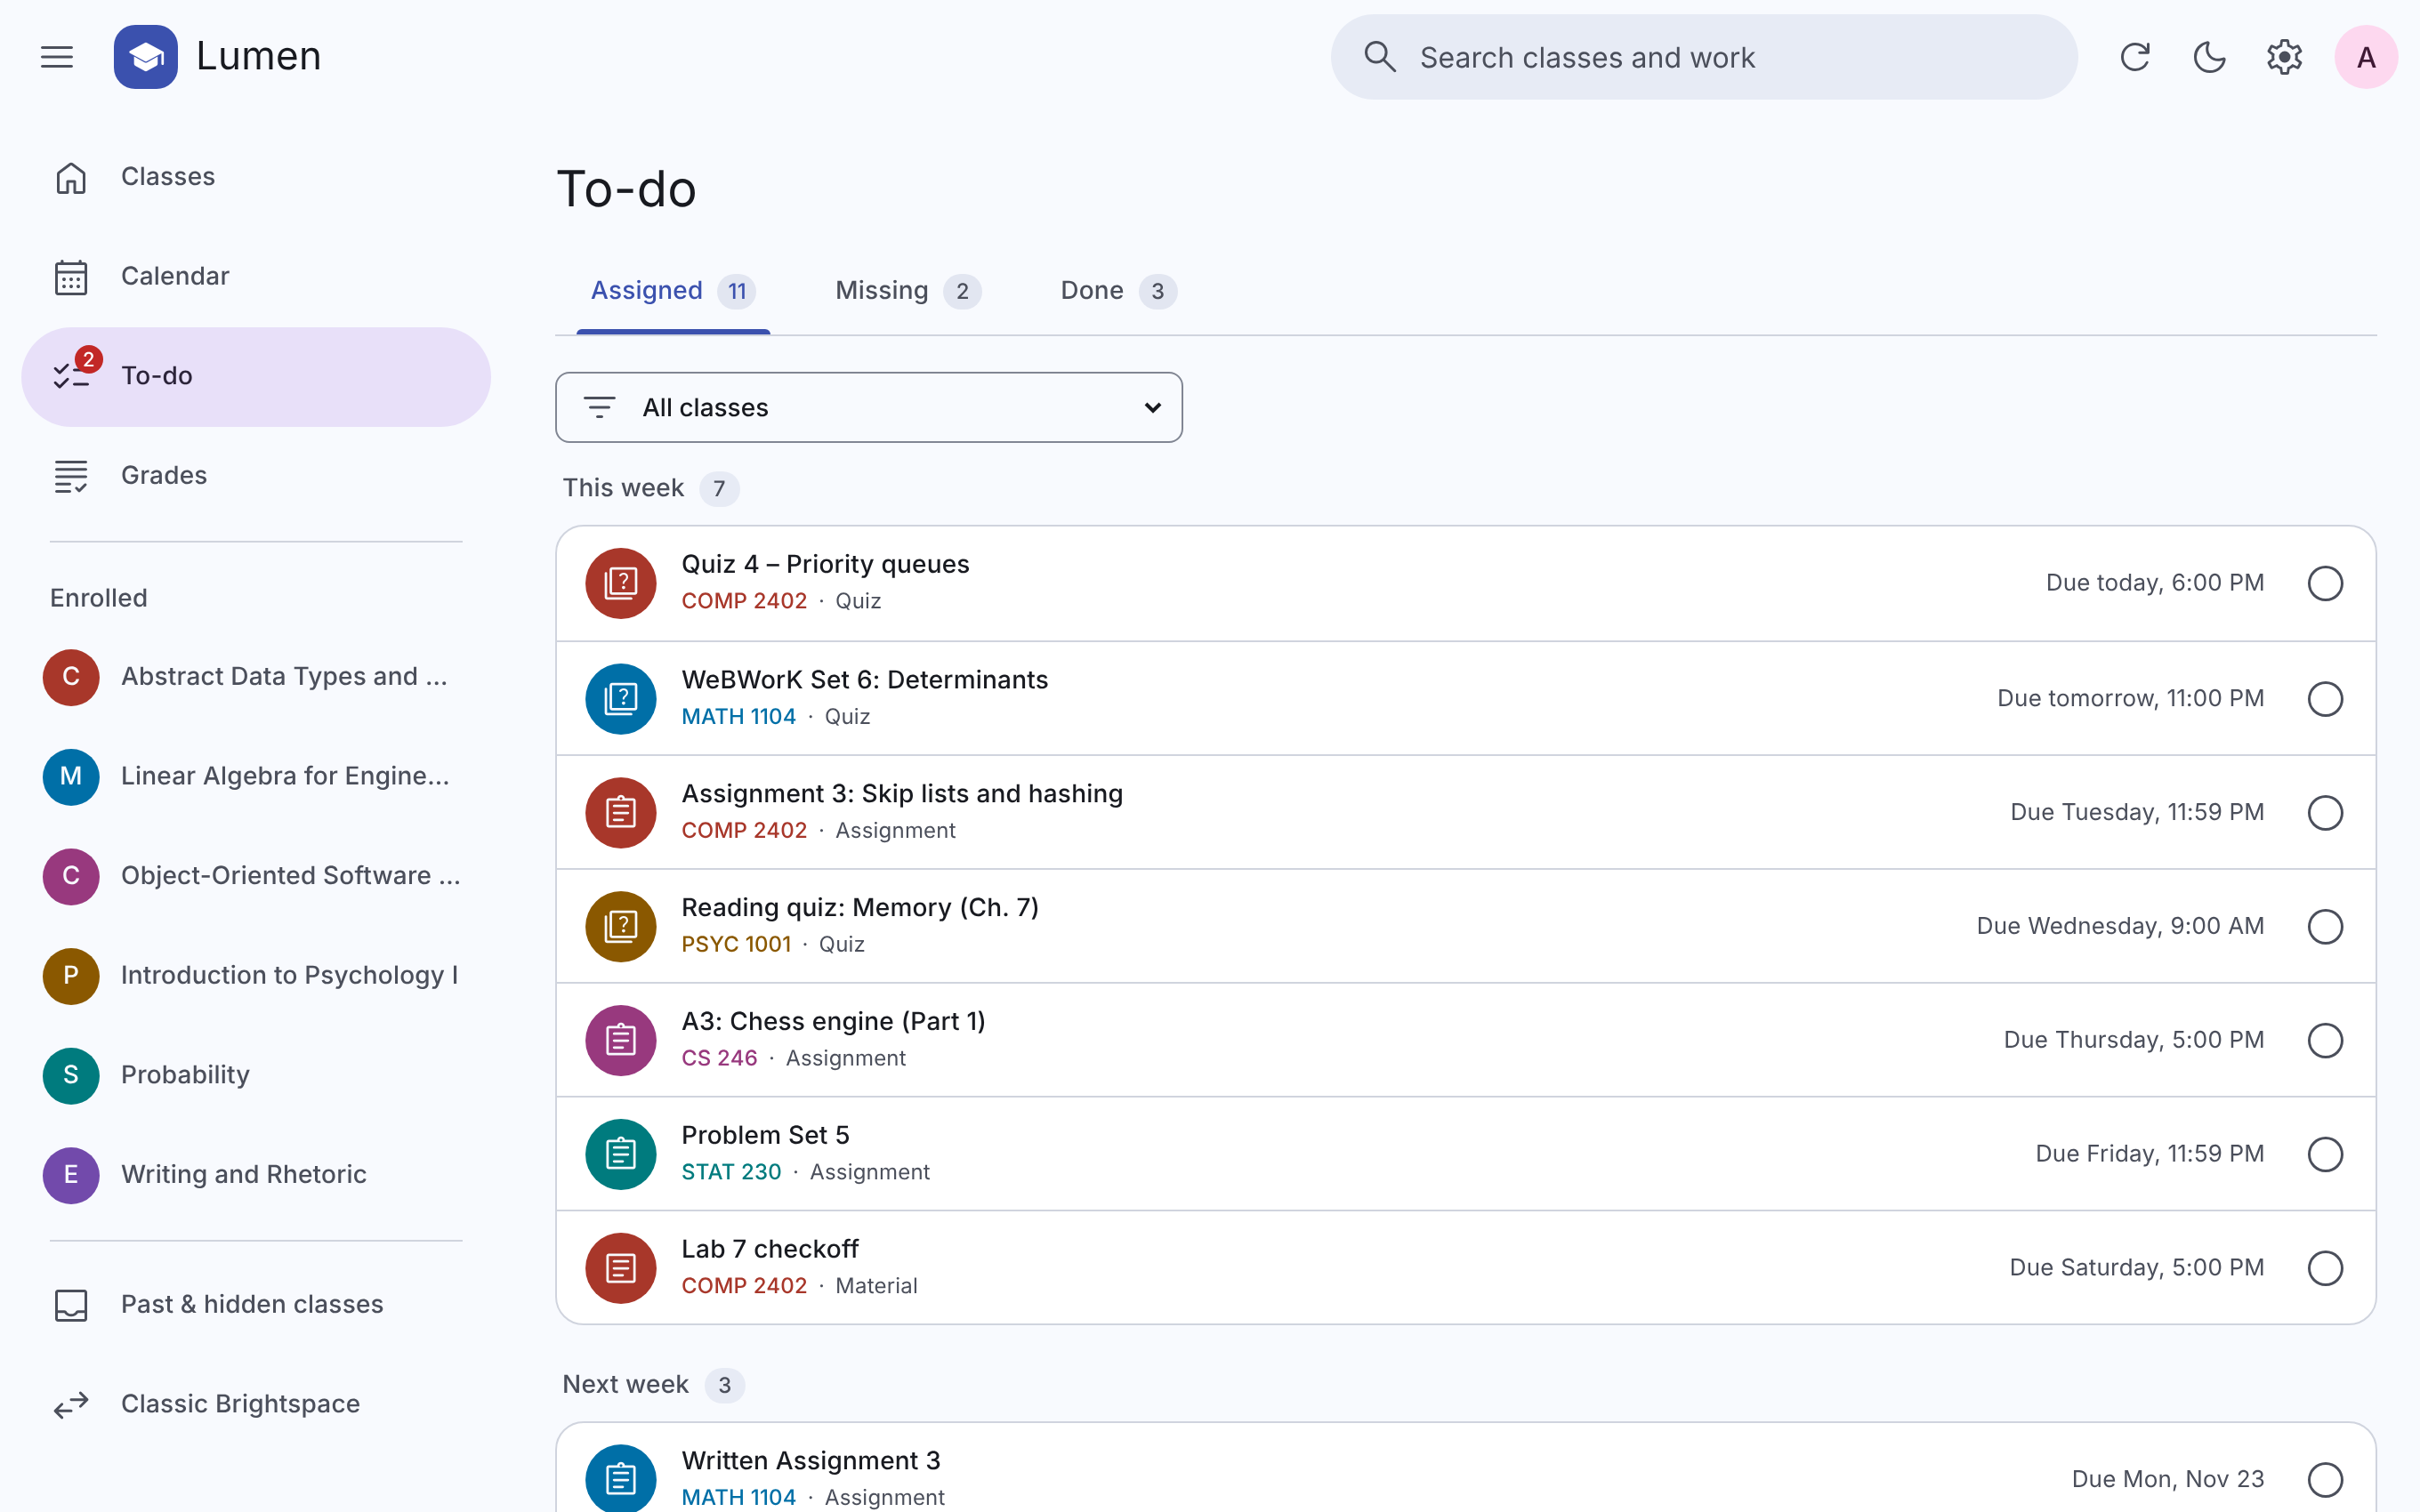 Lumen
Search classes and work
A
Classes
Calendar
2
To-do
Grades
Enrolled
C Abstract Data Types and ...
M Linear Algebra for Engine...
C Object-Oriented Software ...
P Introduction to Psychology I
S Probability
E Writing and Rhetoric
Past & hidden classes
Classic Brightspace
To-do
Assigned 11 Missing 2 Done 3
All classes
This week 7
Quiz 4 – Priority queues
COMP 2402 · Quiz
Due today, 6:00 PM
WeBWorK Set 6: Determinants
MATH 1104 · Quiz
Due tomorrow, 11:00 PM
Assignment 3: Skip lists and hashing
COMP 2402 · Assignment
Due Tuesday, 11:59 PM
Reading quiz: Memory (Ch. 7)
PSYC 1001 · Quiz
Due Wednesday, 9:00 AM
A3: Chess engine (Part 1)
CS 246 · Assignment
Due Thursday, 5:00 PM
Problem Set 5
STAT 230 · Assignment
Due Friday, 11:59 PM
Lab 7 checkoff
COMP 2402 · Material
Due Saturday, 5:00 PM
Next week 3
Written Assignment 3
MATH 1104 · Assignment
Due Mon, Nov 23